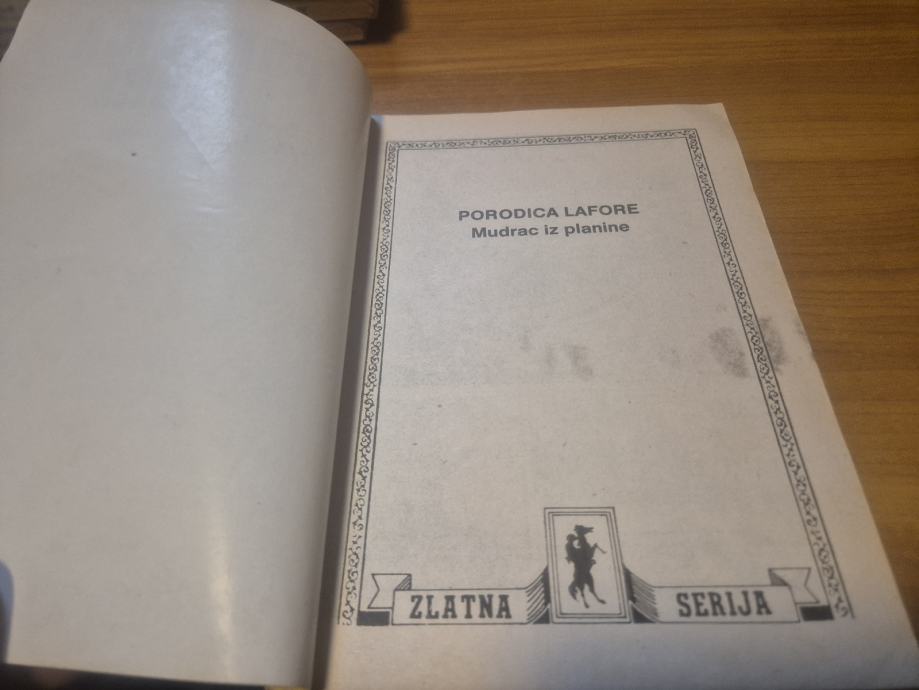 PORODICA LAFORE
Mudrac iz planine
ZLATNA SERIJA